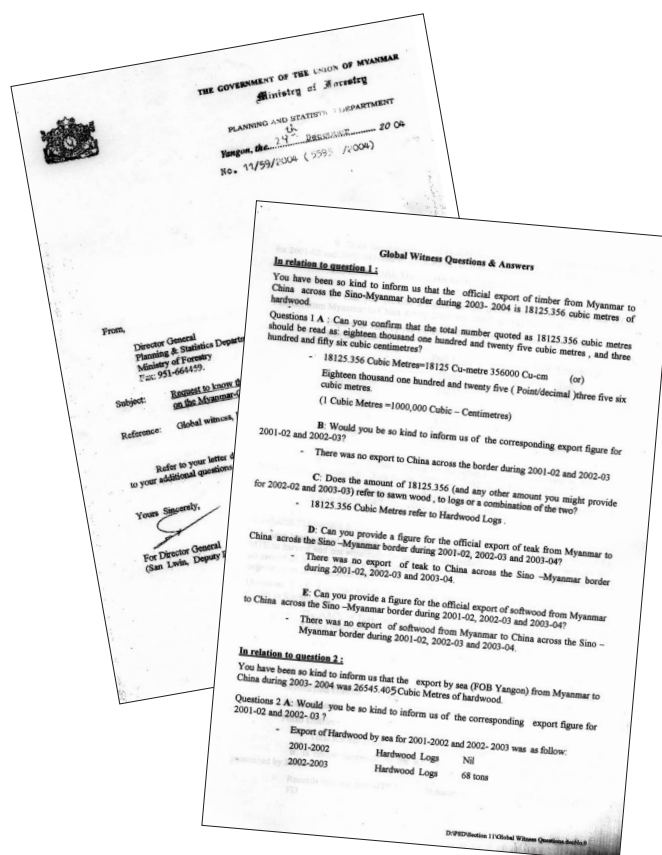 THE GOVERNMENT OF THE UNION OF MYANMAR
Ministry of Forestry
PLANNING AND STATISTICS DEPARTMENT
Yangon, the 24th December 2004
No. 11/59/2004 ( 5595 /2004)
From,
Director General
Planning & Statistics Depart
Ministry of Forestry
Fax: 951-664459.
Subject: Request to know th
on the Myanmar-C
Reference: Global witness,
Refer to your letter d
to your additional questions
Yours Sincerely,
For Director General
(San Lwin, Deputy
Global Witness Questions & Answers
In relation to question 1 :
You have been so kind to inform us that the official export of timber from Myanmar to
China across the Sino-Myanmar border during 2003- 2004 is 18125.356 cubic metres of
hardwood.
Questions 1 A : Can you confirm that the total number quoted as 18125.356 cubic metres
should be read as: eighteen thousand one hundred and twenty five cubic metres , and three
hundred and fifty six cubic centimetres?
- 18125.356 Cubic Metres=18125 Cu-metre 356000 Cu-cm (or)
Eighteen thousand one hundred and twenty five ( Point/decimal )three five six
cubic metres.
(1 Cubic Metres =1000,000 Cubic – Centimetres)
B: Would you be so kind to inform us of the corresponding export figure for
2001-02 and 2002-03?
- There was no export to China across the border during 2001-02 and 2002-03
C: Does the amount of 18125.356 (and any other amount you might provide
for 2002-02 and 2003-03) refer to sawn wood , to logs or a combination of the two?
- 18125.356 Cubic Metres refer to Hardwood Logs .
D: Can you provide a figure for the official export of teak from Myanmar to
China across the Sino –Myanmar border during 2001-02, 2002-03 and 2003-04?
- There was no export of teak to China across the Sino –Myanmar border
during 2001-02, 2002-03 and 2003-04.
E: Can you provide a figure for the official export of softwood from Myanmar
to China across the Sino –Myanmar border during 2001-02, 2002-03 and 2003-04?
- There was no export of softwood from Myanmar to China across the Sino –
Myanmar border during 2001-02, 2002-03 and 2003-04.
In relation to question 2 :
You have been so kind to inform us that the export by sea (FOB Yangon) from Myanmar to
China during 2003- 2004 was 26545.405 Cubic Metres of hardwood.
Questions 2 A: Would you be so kind to inform us of the corresponding export figure for
2001-02 and 2002- 03 ?
- Export of Hardwood by sea for 2001-2002 and 2002- 2003 was as follow:
2001-2002 Hardwood Logs Nil
2002-2003 Hardwood Logs 68 tons
D:\PSD\Section 11\Global Witness Questions.doc\No.9